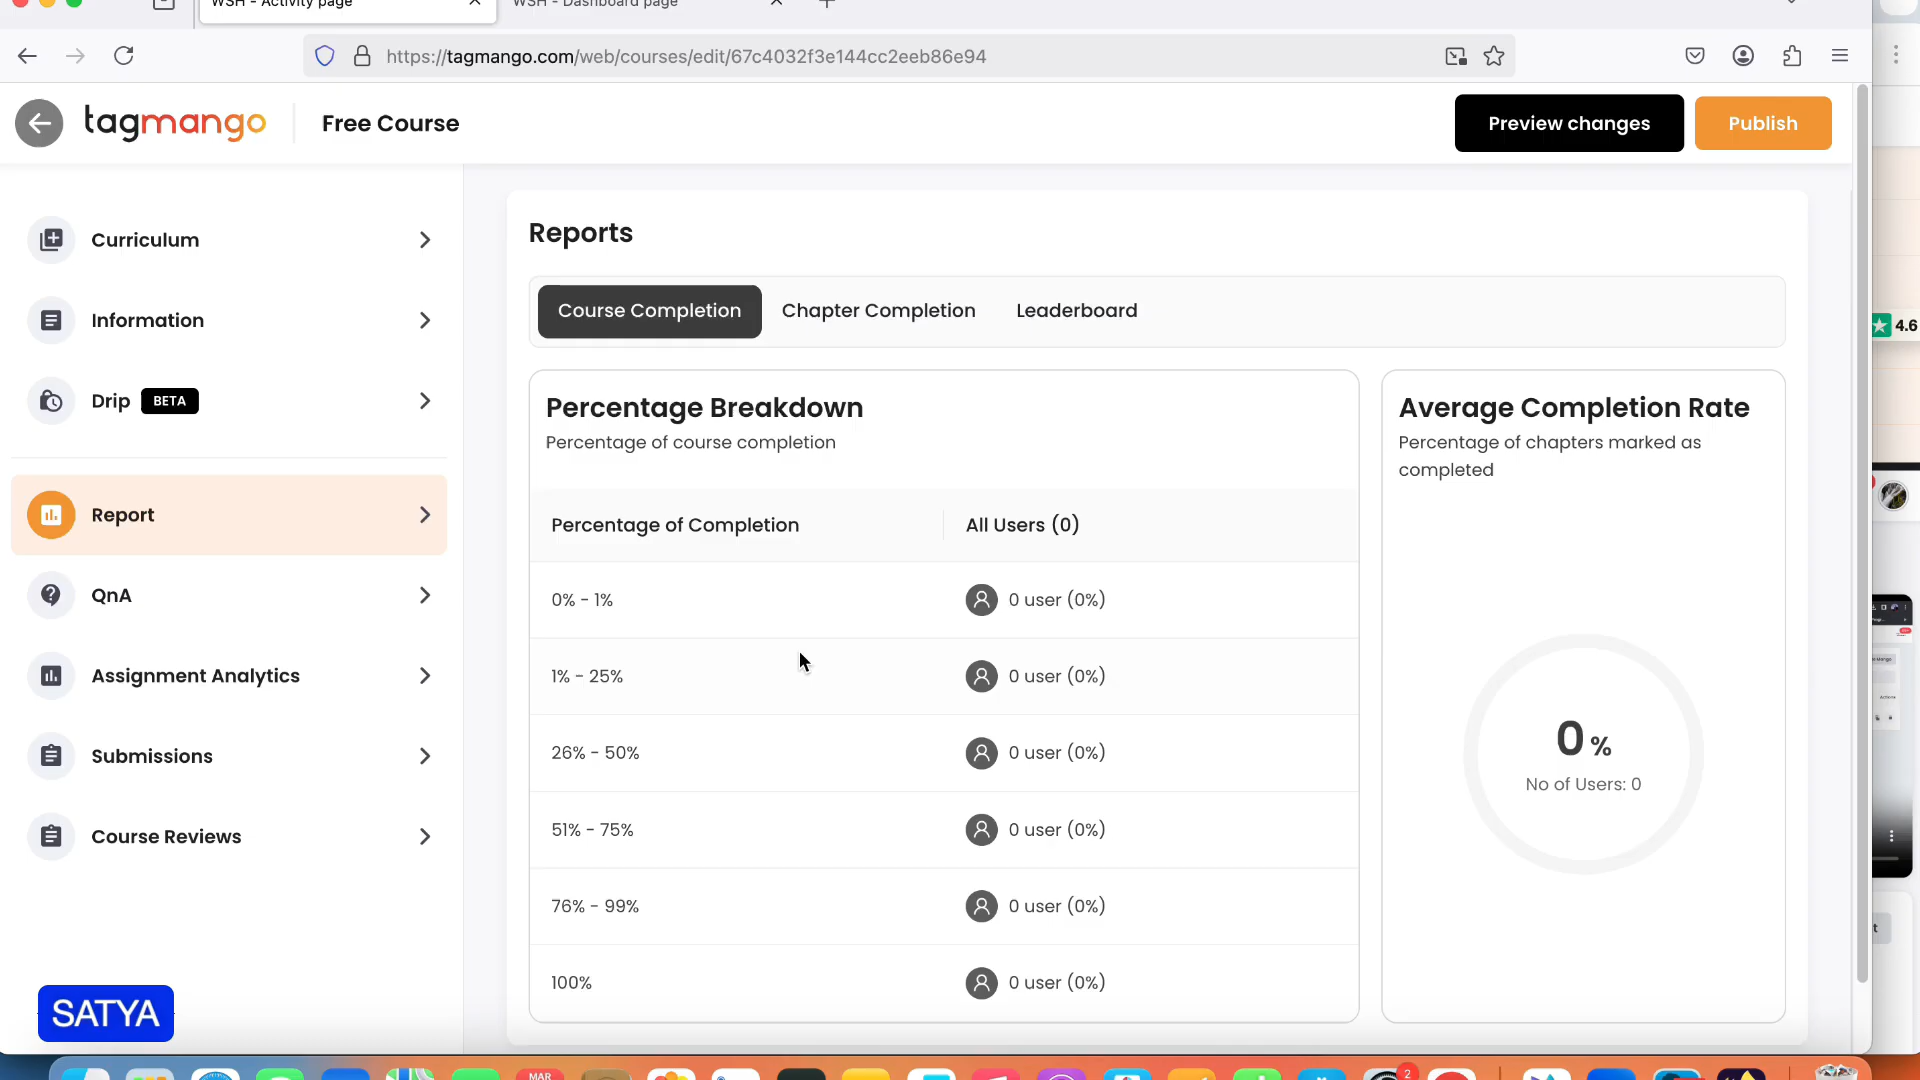 WSH - Activity page
WSH - Dashboard page
https://tagmango.com/web/courses/edit/67c4032f3e144cc2eeb86e94
tagmango
Free Course
Preview changes
Publish
Curriculum
Information
Drip BETA
Report
QnA
Assignment Analytics
Submissions
Course Reviews
SATYA
Reports
Course Completion
Chapter Completion
Leaderboard
Percentage Breakdown
Percentage of course completion
Percentage of Completion
All Users (0)
0% - 1%
0 user (0%)
1% - 25%
0 user (0%)
26% - 50%
0 user (0%)
51% - 75%
0 user (0%)
76% - 99%
0 user (0%)
100%
0 user (0%)
Average Completion Rate
Percentage of chapters marked as
completed
0 %
No of Users: 0
4.6
MAR
2